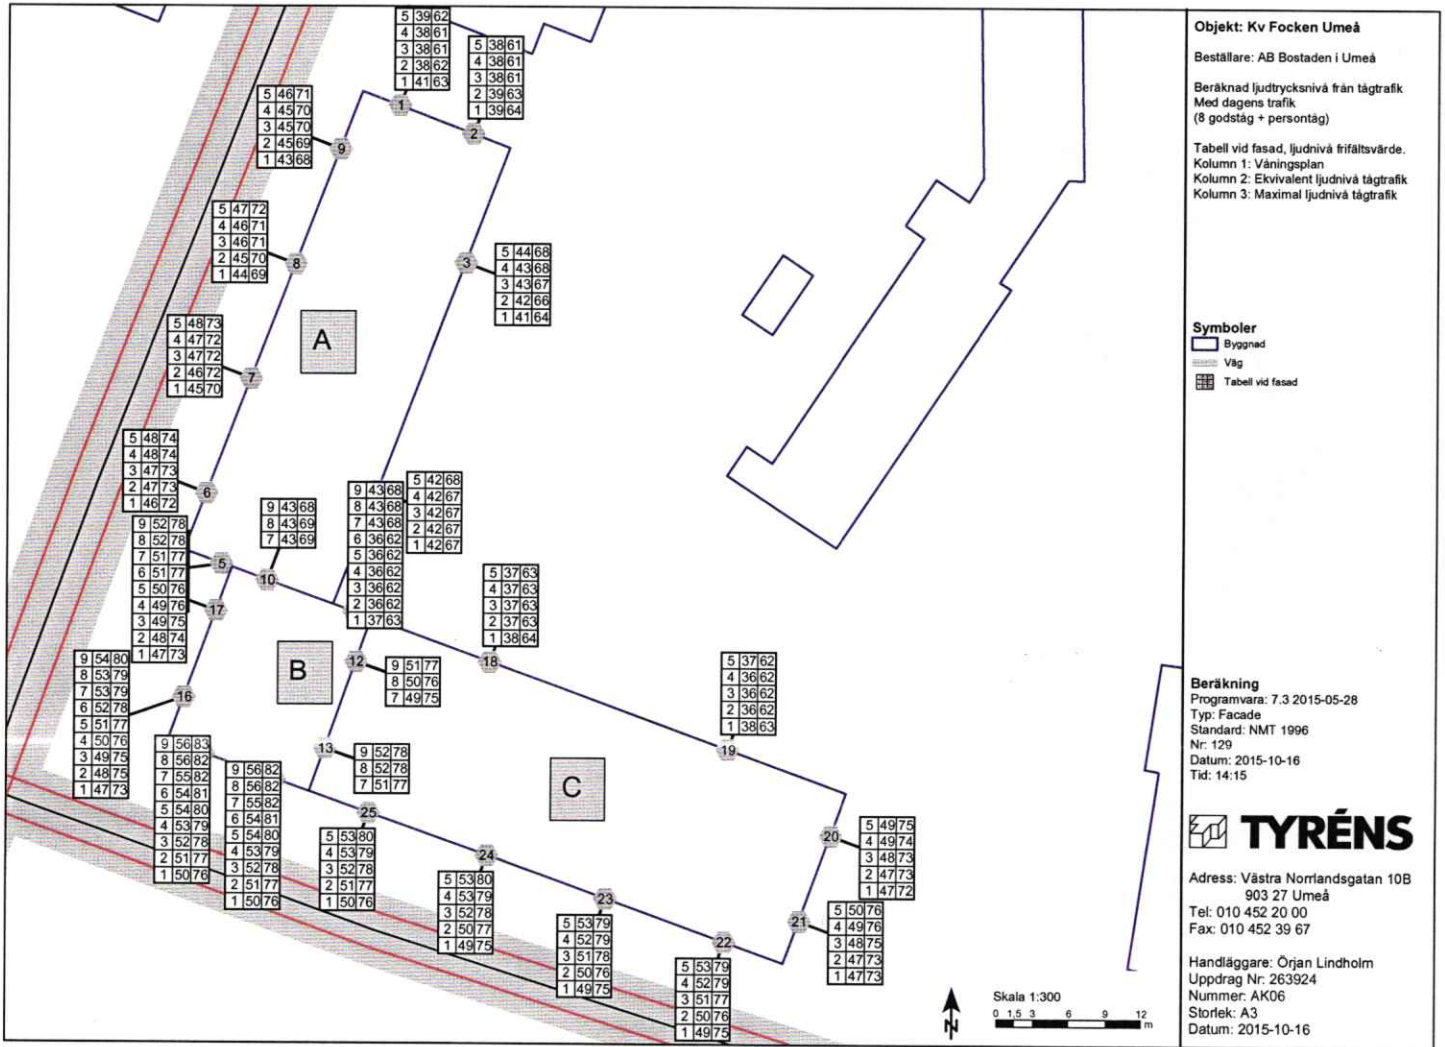 5 39 62
4 38 61
3 38 61
2 38 62
1 41 63
5 38 61
4 38 61
3 38 61
2 39 63
1 39 64
1
2
5 46 71
4 45 70
3 45 70
2 45 69
1 43 68
9
5 47 72
4 46 71
3 46 71
2 45 70
1 44 69
8
3
5 44 68
4 43 68
3 43 67
2 42 66
1 41 64
A
5 48 73
4 47 72
3 47 72
2 46 72
1 45 70
7
5 48 74
4 48 74
3 47 73
2 47 73
1 46 72
6
9 43 68
8 43 69
7 43 69
10
9 43 68
8 43 68
7 43 68
6 36 62
5 36 62
4 36 62
3 36 62
2 36 62
1 37 63
5 42 68
4 42 67
3 42 67
2 42 67
1 42 67
9 52 78
8 52 78
7 51 77
6 51 77
5 50 76
4 49 76
3 49 75
2 48 74
1 47 73
5
17
5 37 63
4 37 63
3 37 63
2 37 63
1 38 64
18
B
12
9 51 77
8 50 76
7 49 75
5 37 62
4 36 62
3 36 62
2 36 62
1 38 63
19
9 54 80
8 53 79
7 53 79
6 52 78
5 51 77
4 50 76
3 49 75
2 48 75
1 47 73
16
13
9 52 78
8 52 78
7 51 77
C
9 56 83
8 56 82
7 55 82
6 54 81
5 54 80
4 53 79
3 52 78
2 51 77
1 50 76
9 56 82
8 56 82
7 55 82
6 54 81
5 54 80
4 53 79
3 52 78
2 51 77
1 50 76
25
5 53 80
4 53 79
3 52 78
2 51 77
1 50 76
24
5 53 80
4 53 79
3 52 78
2 50 77
1 49 75
23
5 53 79
4 52 79
3 51 78
2 50 76
1 49 75
22
5 53 79
4 52 79
3 51 77
2 50 76
1 49 75
20
5 49 75
4 49 74
3 48 73
2 47 73
1 47 72
21
5 50 76
4 49 76
3 48 75
2 47 73
1 47 73
N
Skala 1:300
0 1,5 3 6 9 12
m
Objekt: Kv Focken Umeå
Beställare: AB Bostaden i Umeå
Beräknad ljudtrycksnivå från tågtrafik
Med dagens trafik
(8 godståg + persontåg)
Tabell vid fasad, ljudnivå frifältsvärde.
Kolumn 1: Våningsplan
Kolumn 2: Ekvivalent ljudnivå tågtrafik
Kolumn 3: Maximal ljudnivå tågtrafik
Symboler
Byggnad
Väg
Tabell vid fasad
Beräkning
Programvara: 7.3 2015-05-28
Typ: Facade
Standard: NMT 1996
Nr: 129
Datum: 2015-10-16
Tid: 14:15
TYRÉNS
Adress: Västra Norrlandsgatan 10B
903 27 Umeå
Tel: 010 452 20 00
Fax: 010 452 39 67
Handläggare: Örjan Lindholm
Uppdrag Nr: 263924
Nummer: AK06
Storlek: A3
Datum: 2015-10-16